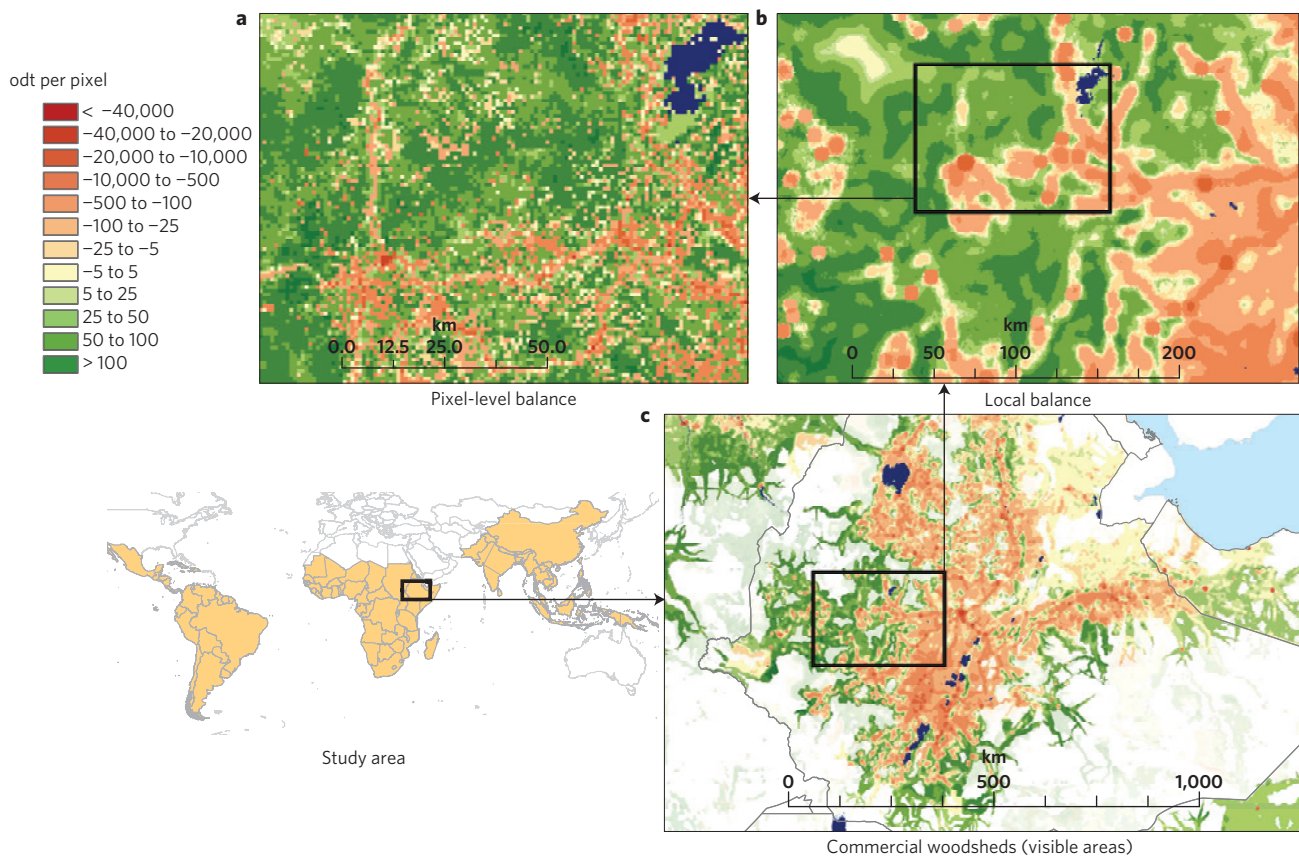 a
b
odt per pixel
< −40,000
−40,000 to −20,000
−20,000 to −10,000
−10,000 to −500
−500 to −100
−100 to −25
−25 to −5
−5 to 5
5 to 25
25 to 50
50 to 100
> 100
km
0.0 12.5 25.0 50.0
Pixel-level balance
km
0 50 100 200
Local balance
c
Study area
km
0 500 1,000
Commercial woodsheds (visible areas)